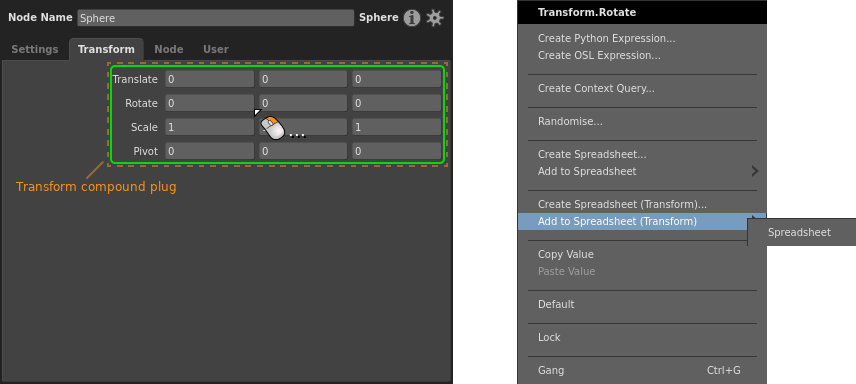 Node Name Sphere Sphere
Settings Transform Node User
Translate 0 0 0
Rotate 0 0 0
Scale 1 ... 1
Pivot 0 0 0
Transform compound plug
Transform.Rotate
Create Python Expression...
Create OSL Expression...
Create Context Query...
Randomise...
Create Spreadsheet...
Add to Spreadsheet
Create Spreadsheet (Transform)...
Add to Spreadsheet (Transform)
Spreadsheet
Copy Value
Paste Value
Default
Lock
Gang Ctrl+G